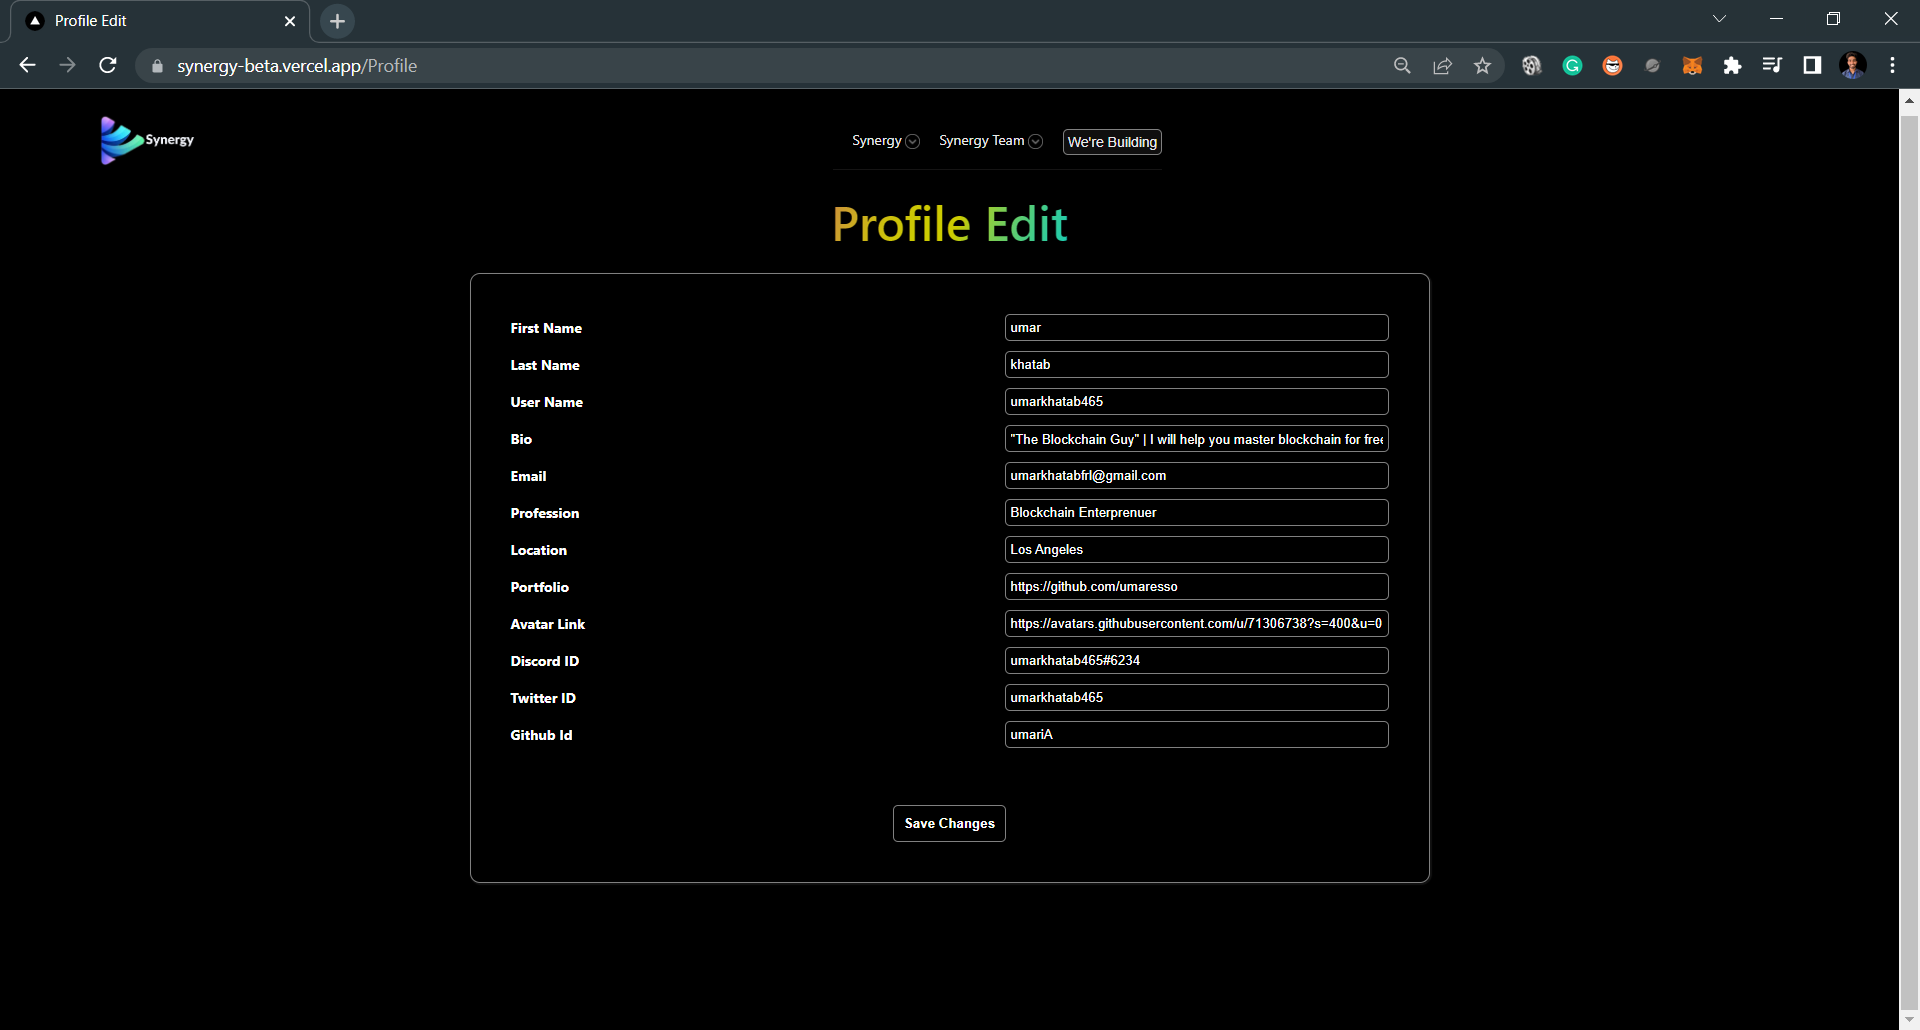 Profile Edit
synergy-beta.vercel.app/Profile
Synergy
Synergy
Synergy Team
We're Building
Profile Edit
First Name
umar
Last Name
khatab
User Name
umarkhatab465
Bio
"The Blockchain Guy" | I will help you master blockchain for free
Email
umarkhatabfrl@gmail.com
Profession
Blockchain Enterprenuer
Location
Los Angeles
Portfolio
https://github.com/umaresso
Avatar Link
https://avatars.githubusercontent.com/u/71306738?s=400&u=0
Discord ID
umarkhatab465#6234
Twitter ID
umarkhatab465
Github Id
umariA
Save Changes